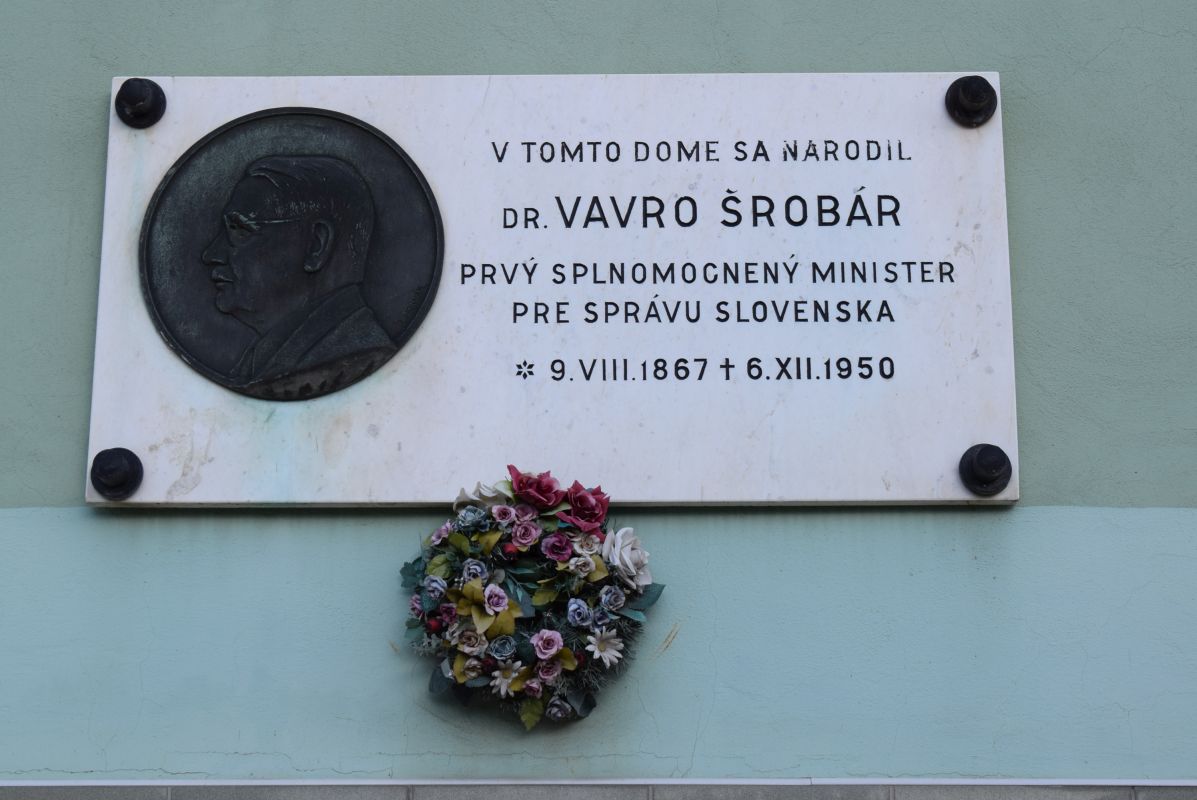 V TOMTO DOME SA NARODIL
DR. VAVRO ŠROBÁR
PRVÝ SPLNOMOCNENÝ MINISTER
PRE SPRÁVU SLOVENSKA
* 9.VIII.1867 † 6.XII.1950